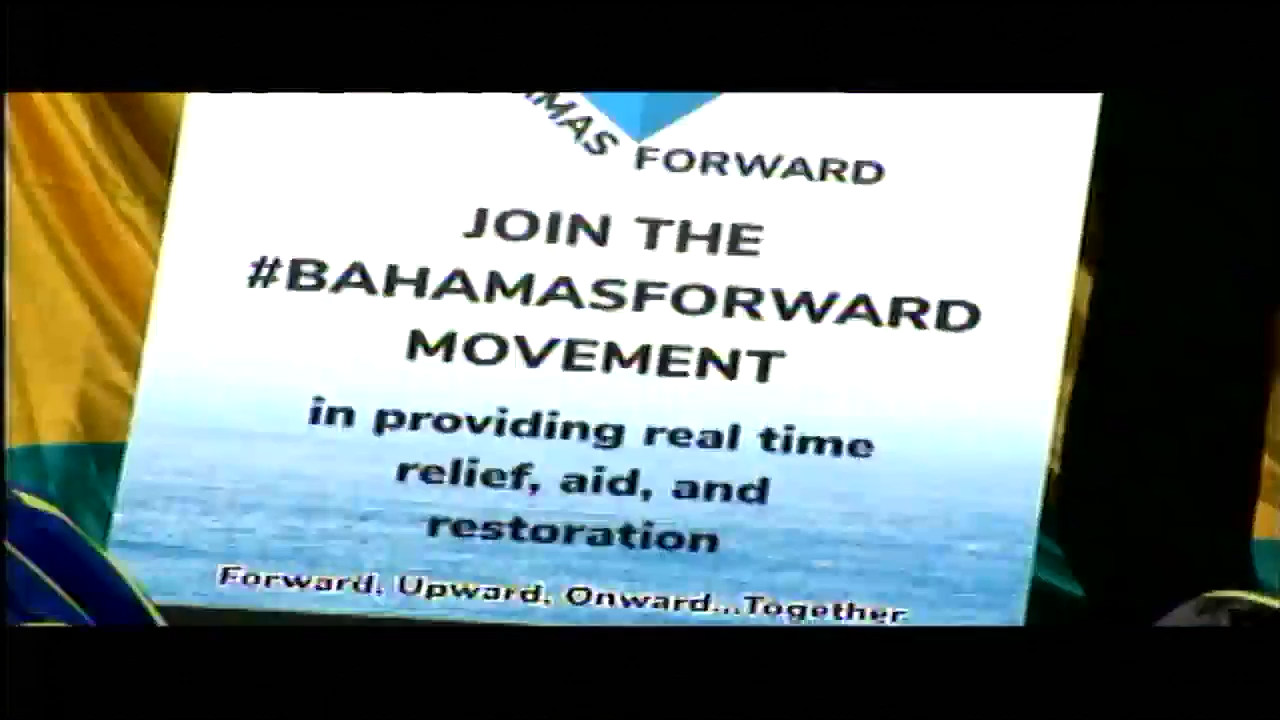 FORWARD
JOIN THE
#BAHAMASFORWARD
MOVEMENT
in providing real time
relief, aid, and
restoration
Forward, Upward, Onward...Together